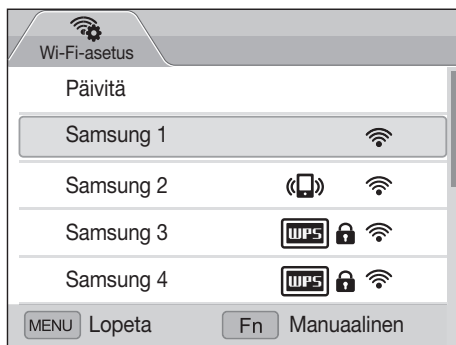 Wi-Fi-asetus
Päivitä
Samsung 1
Samsung 2
Samsung 3 WPS
Samsung 4 WPS
MENU Lopeta Fn Manuaalinen